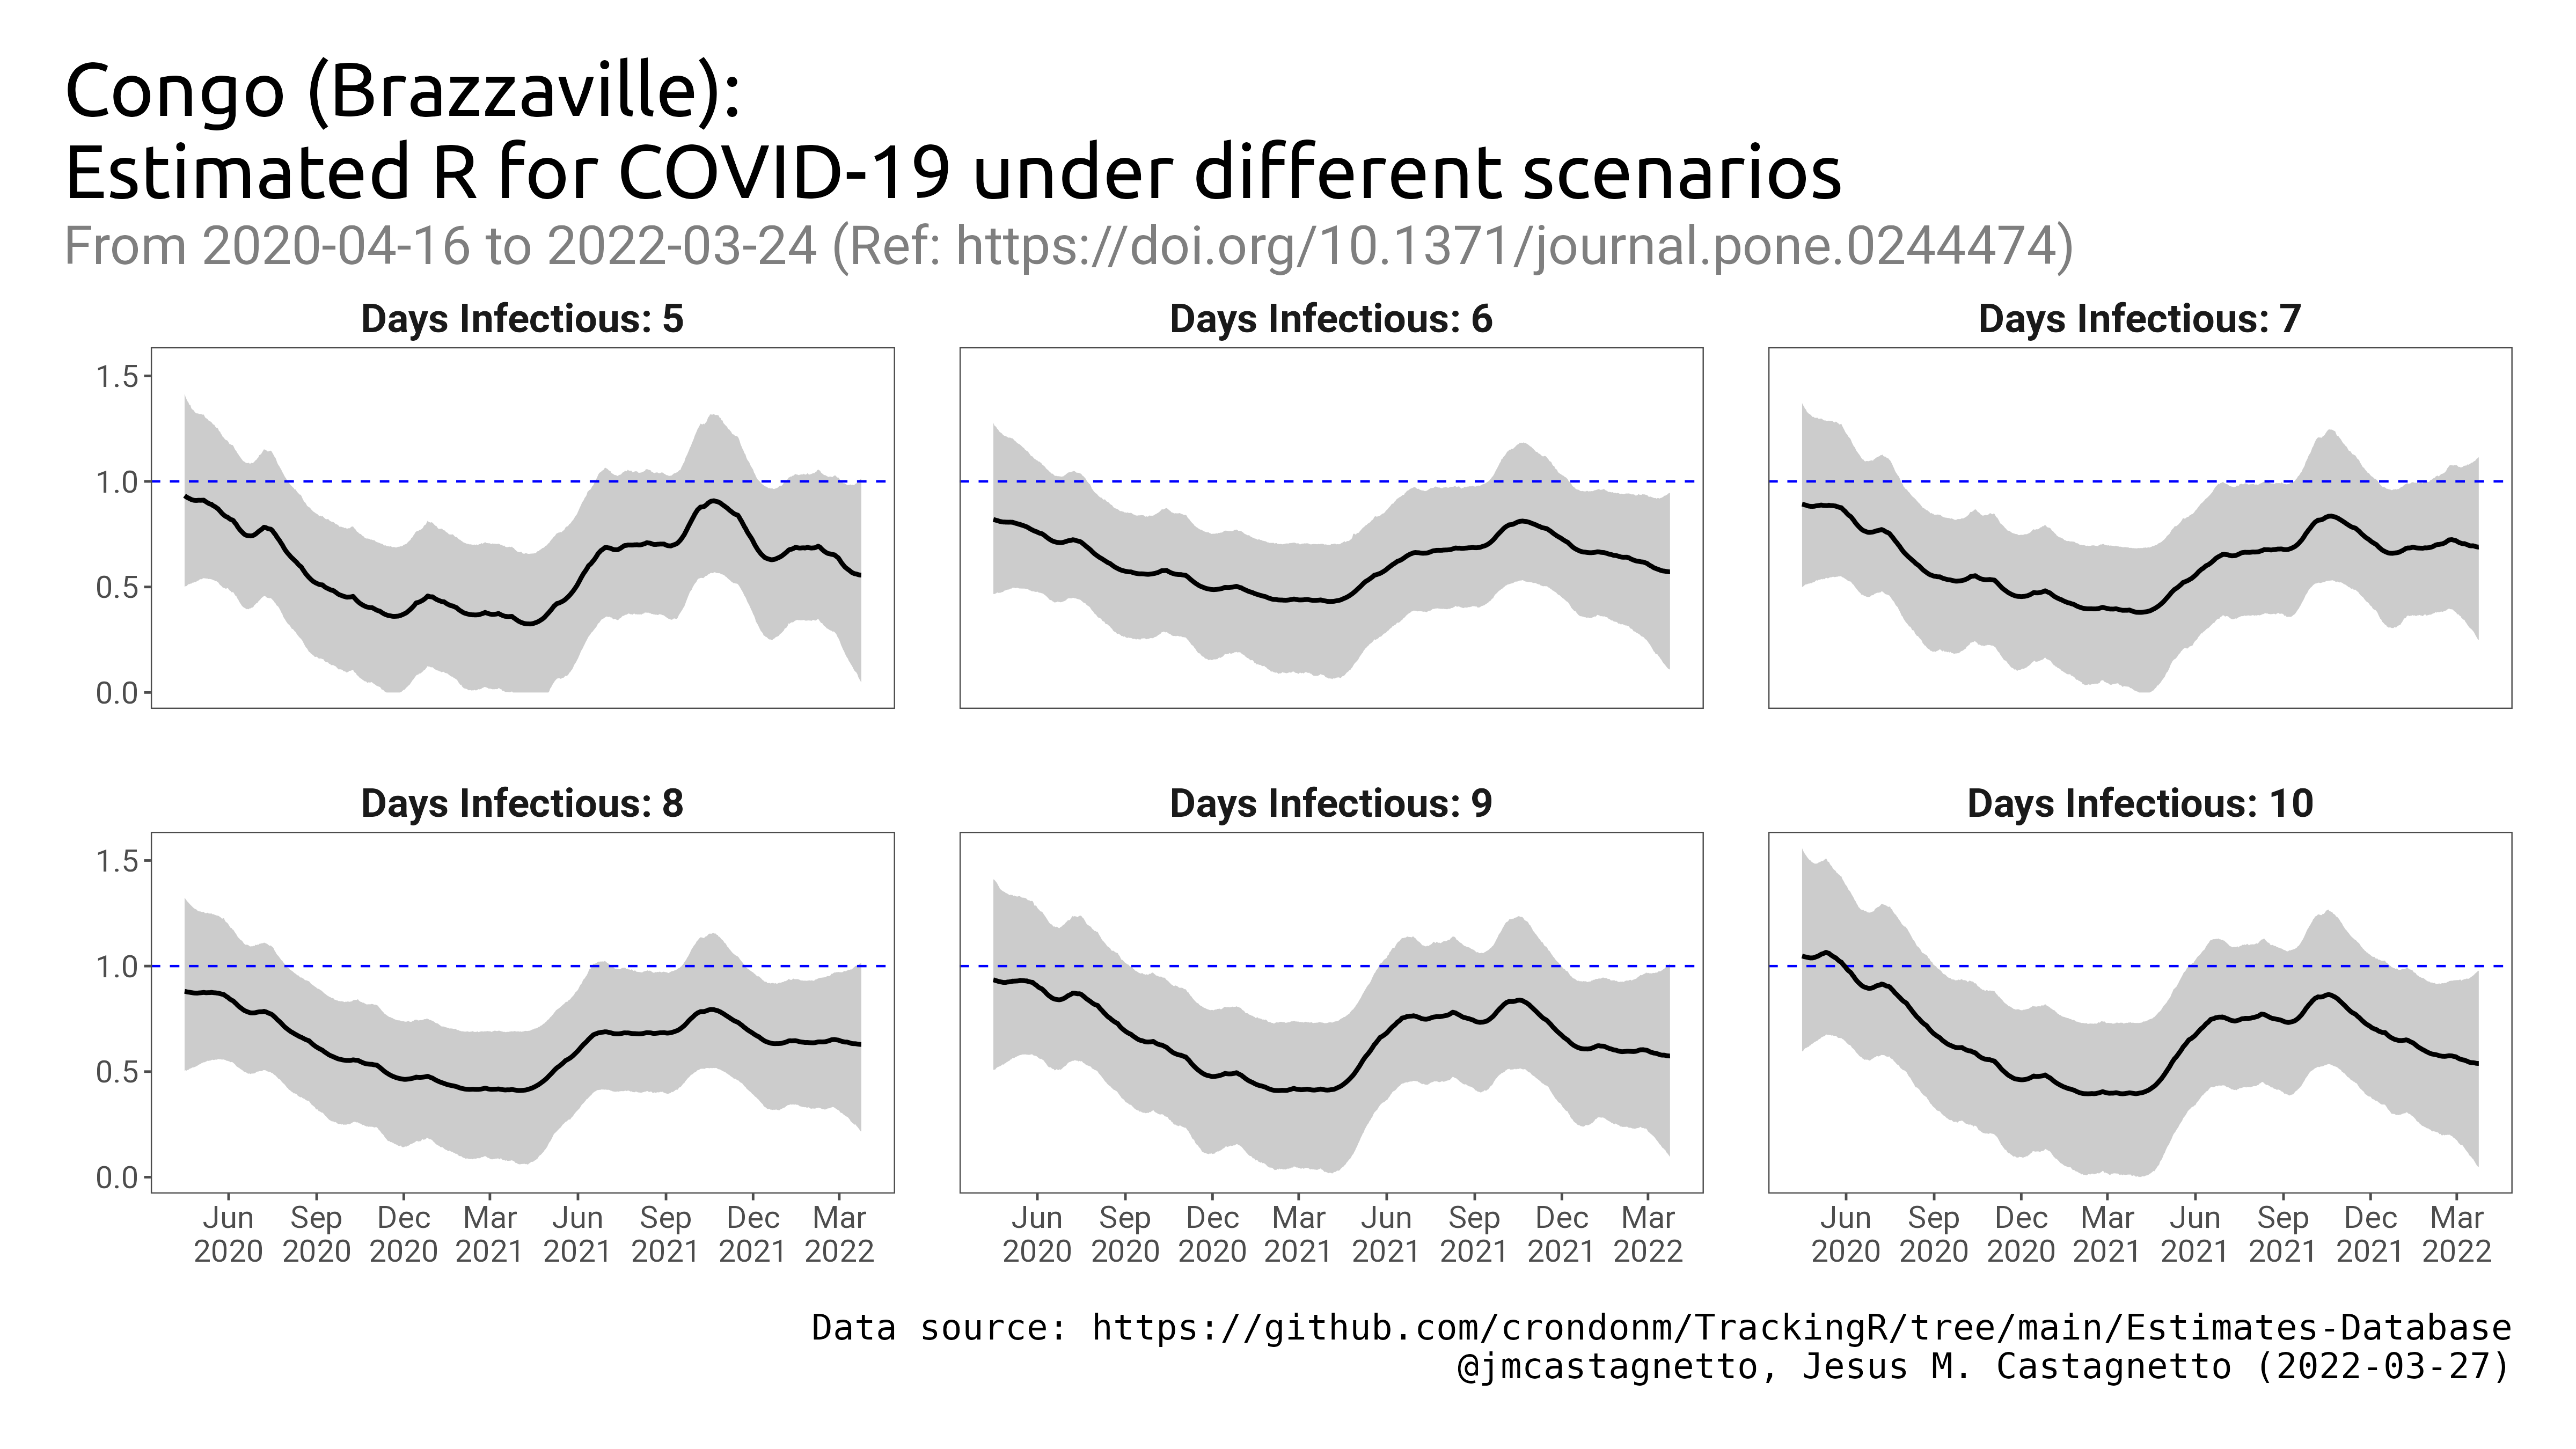 Congo (Brazzaville):
Estimated R for COVID-19 under different scenarios
From 2020-04-16 to 2022-03-24 (Ref: https://doi.org/10.1371/journal.pone.0244474)
Days Infectious: 5
Days Infectious: 6
Days Infectious: 7
1.5
1.0
0.5
0.0
Days Infectious: 8
Days Infectious: 9
Days Infectious: 10
1.5
1.0
0.5
0.0
Jun Sep Dec Mar Jun Sep Dec Mar
2020 2020 2020 2021 2021 2021 2021 2022
Jun Sep Dec Mar Jun Sep Dec Mar
2020 2020 2020 2021 2021 2021 2021 2022
Jun Sep Dec Mar Jun Sep Dec Mar
2020 2020 2020 2021 2021 2021 2021 2022
Data source: https://github.com/crondonm/TrackingR/tree/main/Estimates-Database
@jmcastagnetto, Jesus M. Castagnetto (2022-03-27)